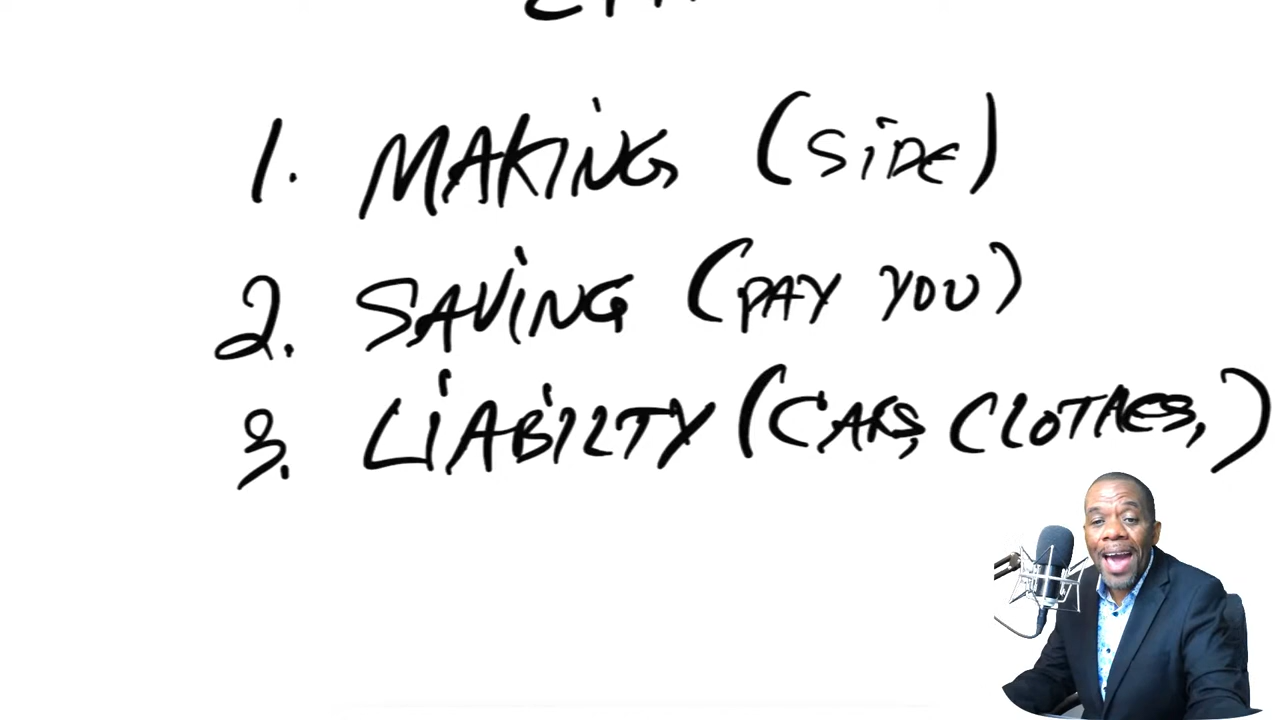 1. MAKING (SIDE)
2. SAVING (PAY YOU)
3. LIABILTY (CARS, CLOTHES,)